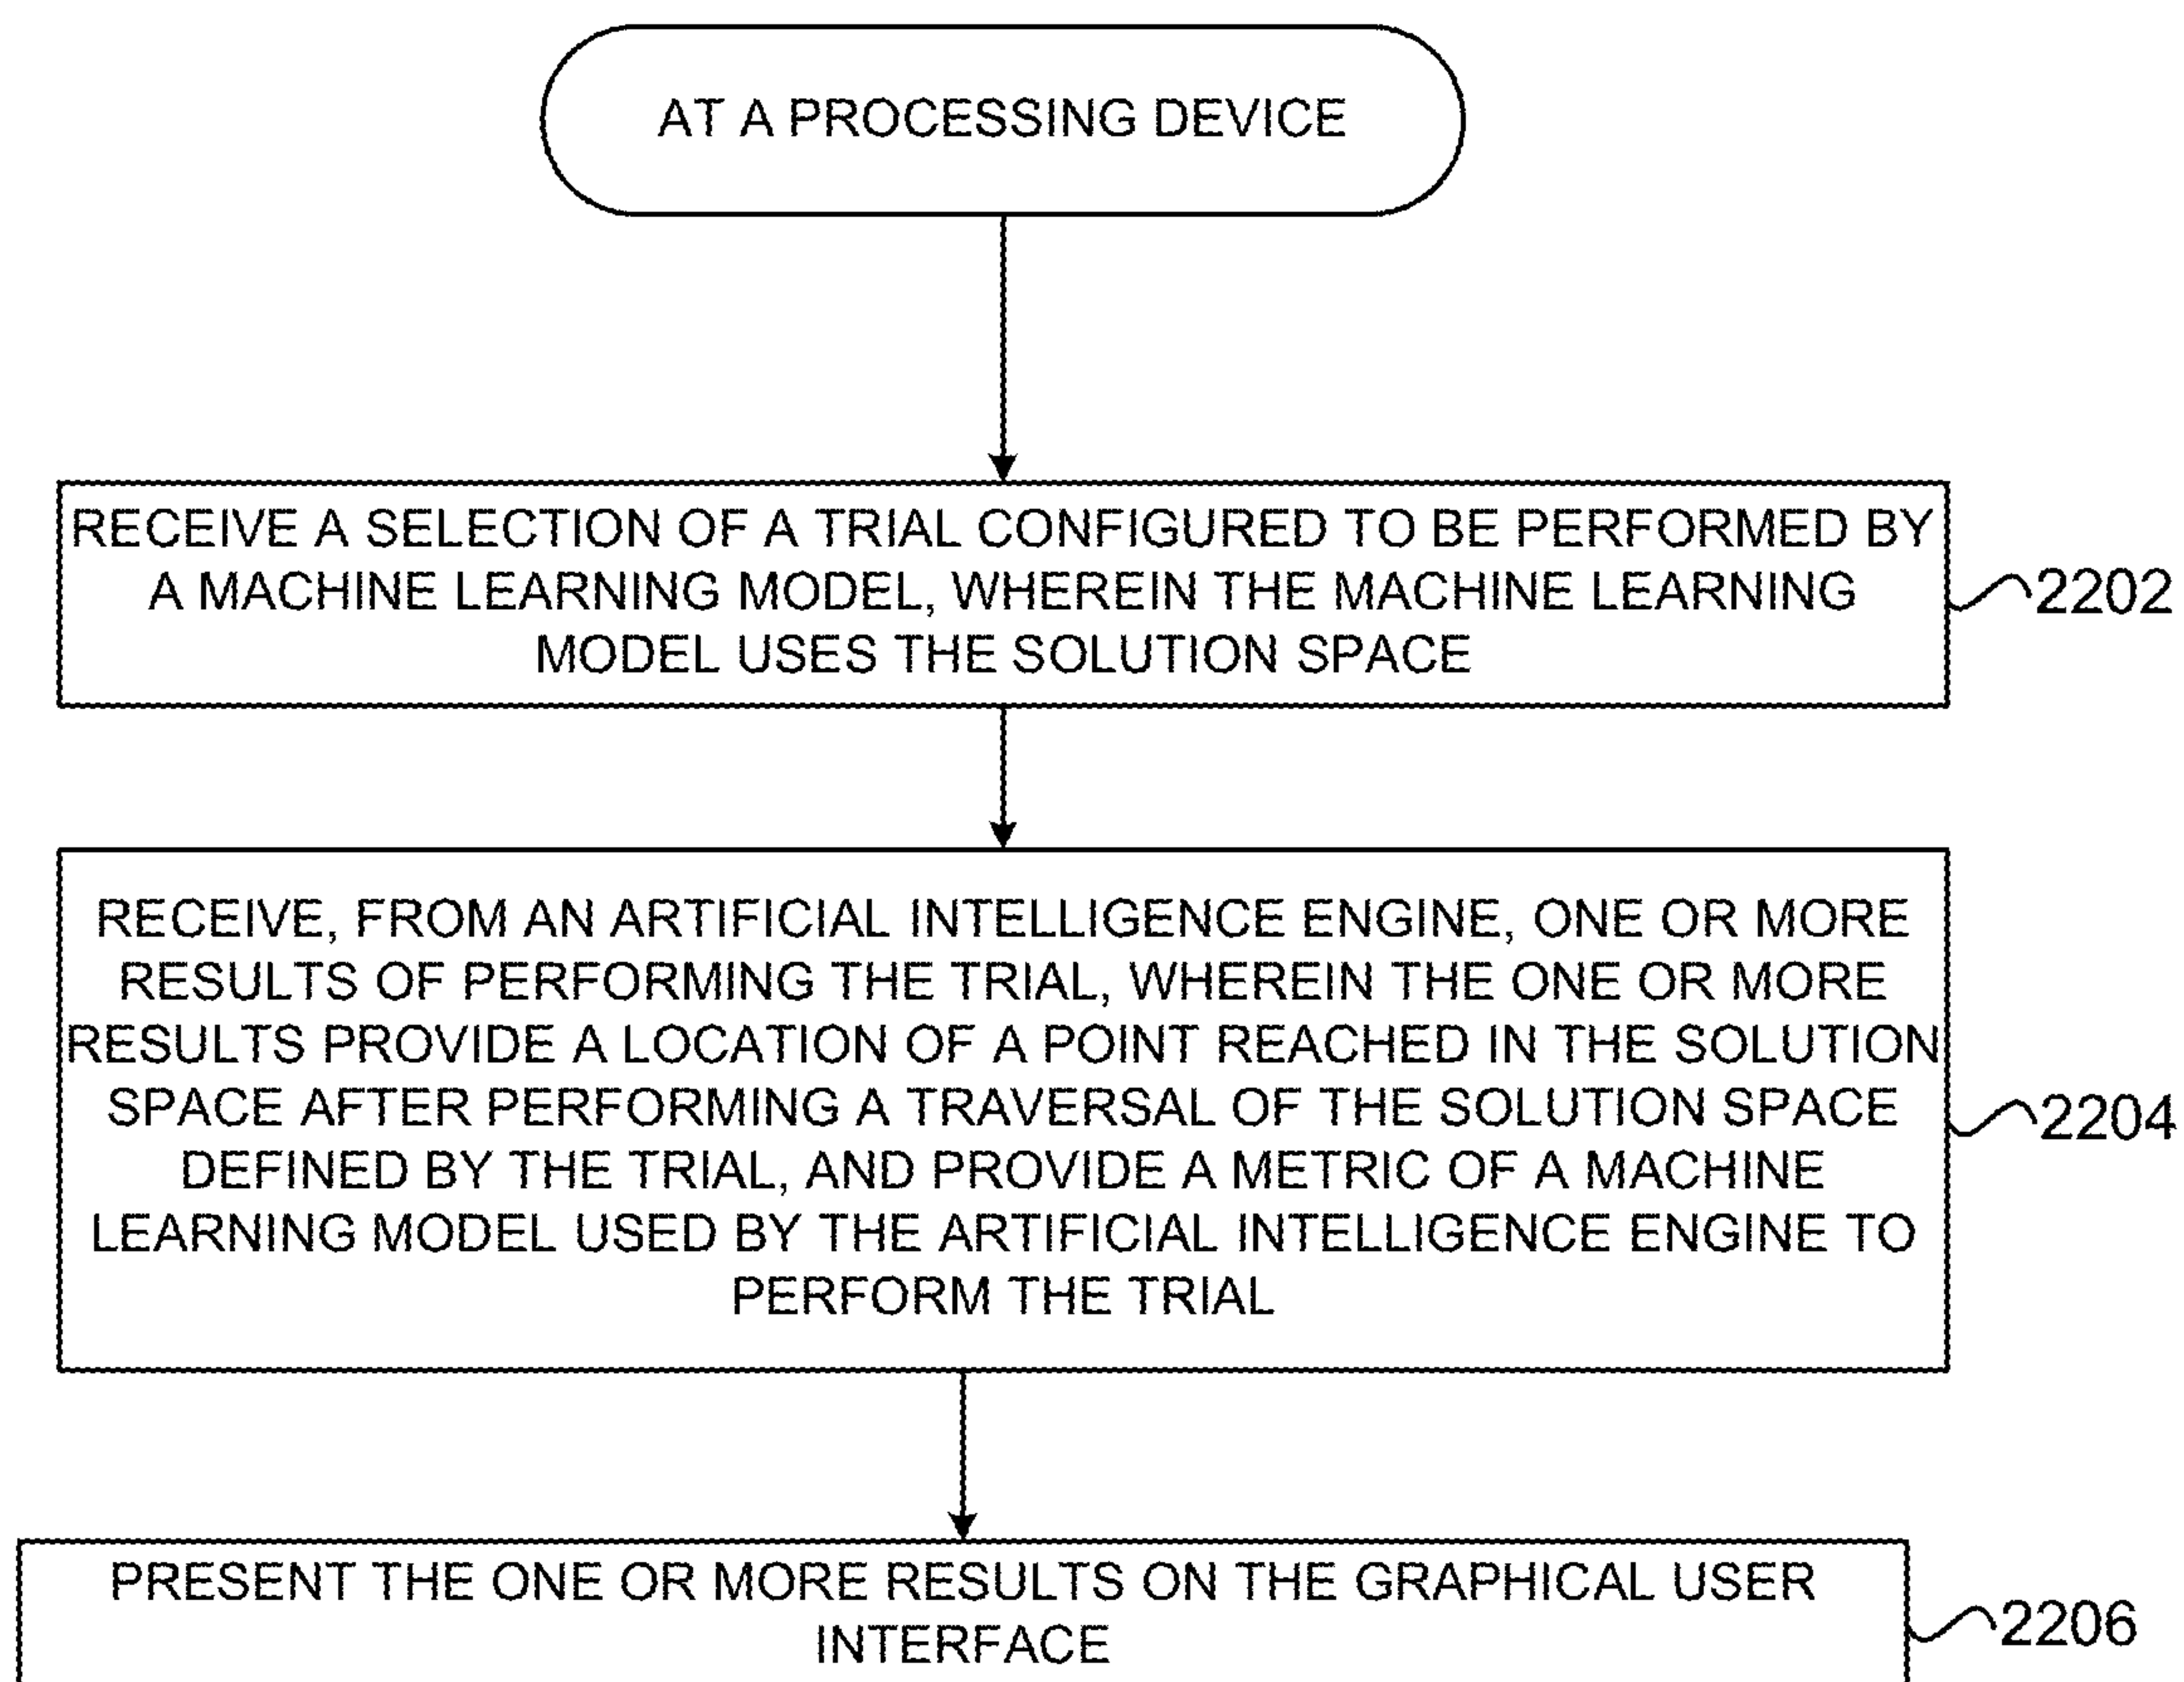 AT A PROCESSING DEVICE
RECEIVE A SELECTION OF A TRIAL CONFIGURED TO BE PERFORMED BY
A MACHINE LEARNING MODEL, WHEREIN THE MACHINE LEARNING
MODEL USES THE SOLUTION SPACE
2202
RECEIVE, FROM AN ARTIFICIAL INTELLIGENCE ENGINE, ONE OR MORE
RESULTS OF PERFORMING THE TRIAL, WHEREIN THE ONE OR MORE
RESULTS PROVIDE A LOCATION OF A POINT REACHED IN THE SOLUTION
SPACE AFTER PERFORMING A TRAVERSAL OF THE SOLUTION SPACE
DEFINED BY THE TRIAL, AND PROVIDE A METRIC OF A MACHINE
LEARNING MODEL USED BY THE ARTIFICIAL INTELLIGENCE ENGINE TO
PERFORM THE TRIAL
2204
PRESENT THE ONE OR MORE RESULTS ON THE GRAPHICAL USER
INTERFACE
2206